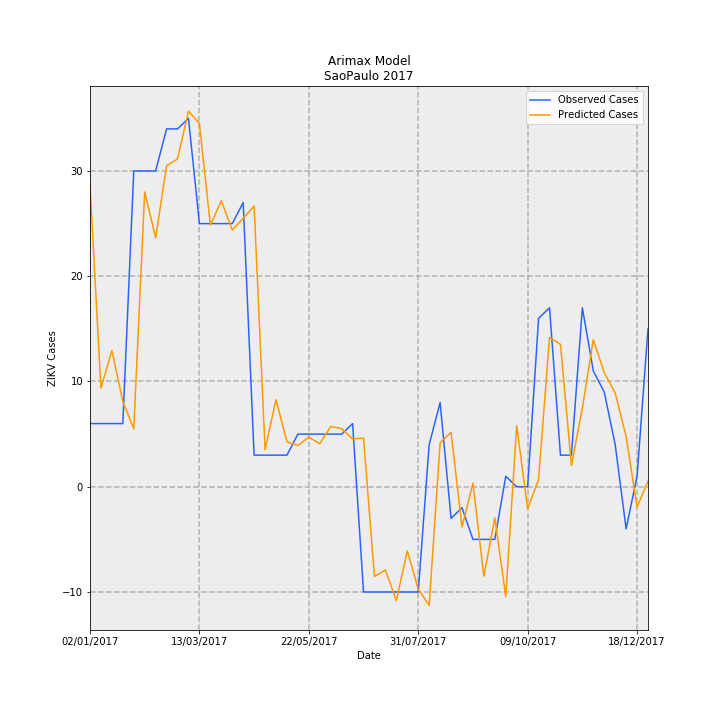 Arimax Model
SaoPaulo 2017
Observed Cases
Predicted Cases
ZIKV Cases
30
20
10
0
−10
02/01/2017 13/03/2017 22/05/2017 31/07/2017 09/10/2017 18/12/2017
Date